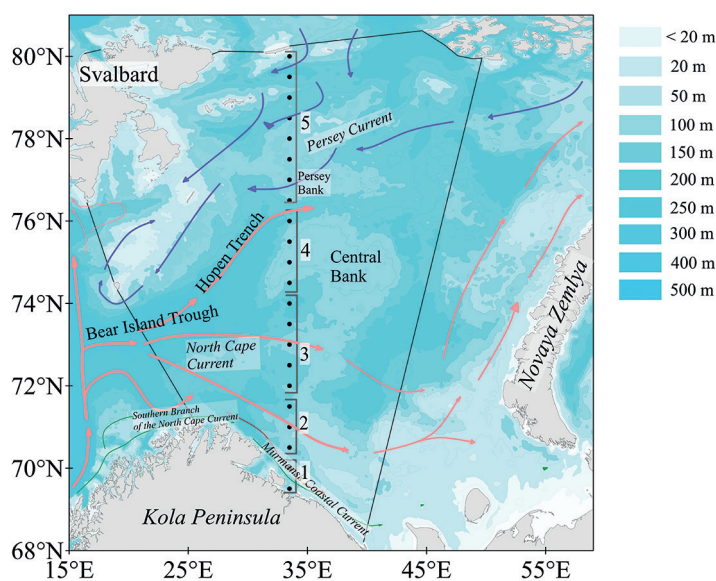 80°N
78°N
76°N
74°N
72°N
70°N
68°N
15°E
25°E
35°E
45°E
55°E
Svalbard
5
Persey Current
Persey
Bank
Hopen Trench
4
Central
Bank
Bear Island Trough
North Cape
Current
3
Novaya Zemlya
Southern Branch
of the North Cape Current
2
1
Murmansk Coastal Current
Kola Peninsula
< 20 m
20 m
50 m
100 m
150 m
200 m
250 m
300 m
400 m
500 m